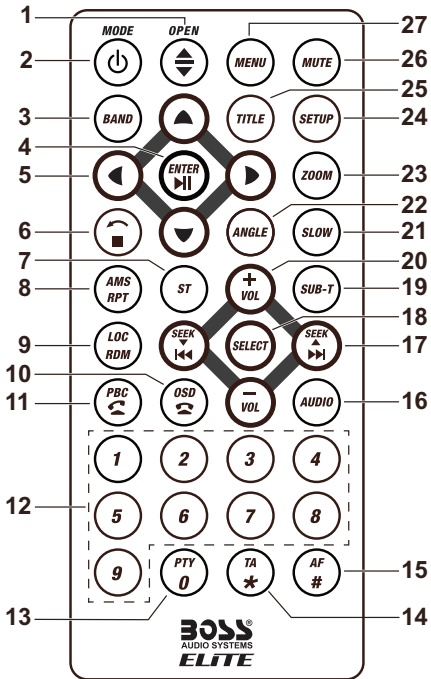 1 MODE OPEN 27
2 MENU MUTE 26
25
3 BAND TITLE SETUP 24
4
5 ENTER ZOOM 23
22
6 ANGLE SLOW 21
7 20
8 AMS RPT ST + VOL SUB-T 19
18
9 LOC RDM SEEK SELECT SEEK 17
10
11 PBC OSD − VOL AUDIO 16
1 2 3 4
12
5 6 7 8
9 PTY 0 TA * AF # 15
13 14
BOSS®
AUDIO SYSTEMS
ELITE